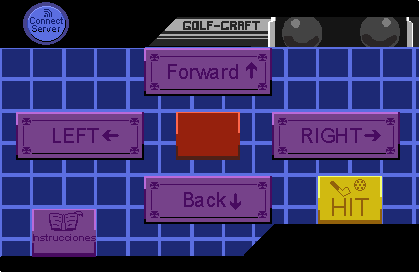 Connect
Server
GOLF-CRAFT
Forward ↑
LEFT ←
RIGHT →
Back ↓
HIT
Instrucciones